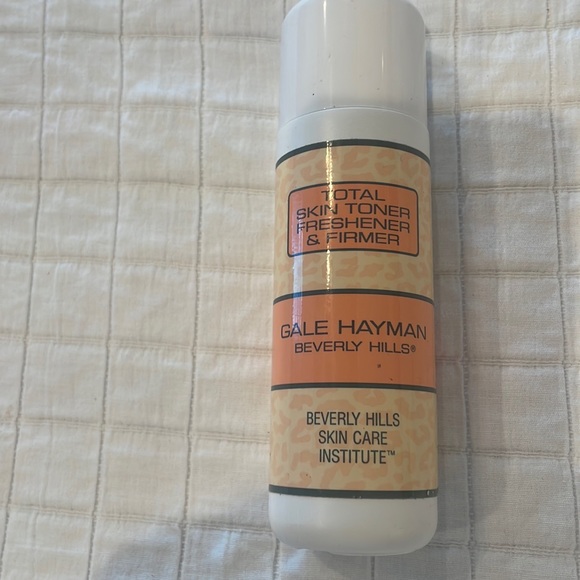 TOTAL
SKIN TONER
FRESHENER
& FIRMER
GALE HAYMAN
BEVERLY HILLS®
BEVERLY HILLS
SKIN CARE
INSTITUTE™